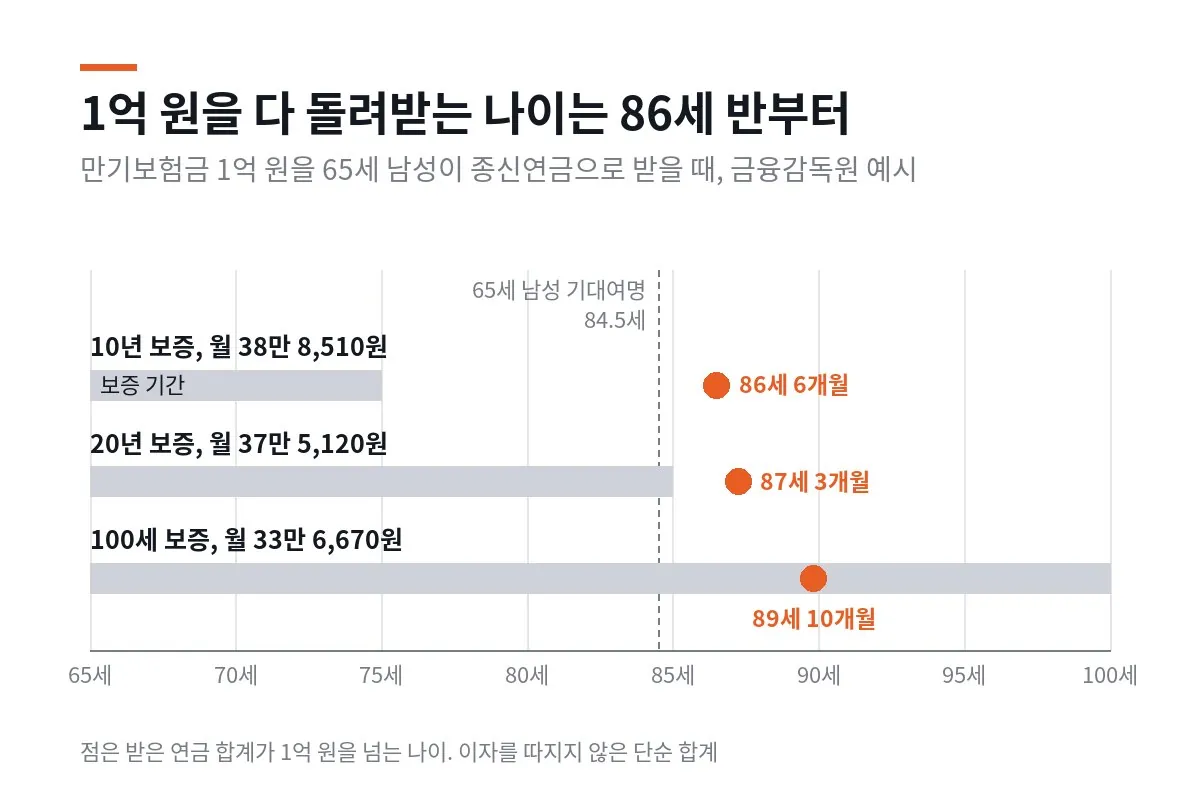 1억 원을 다 돌려받는 나이는 86세 반부터
만기보험금 1억 원을 65세 남성이 종신연금으로 받을 때, 금융감독원 예시
65세 남성 기대여명
84.5세
10년 보증, 월 38만 8,510원
보증 기간
86세 6개월
20년 보증, 월 37만 5,120원
87세 3개월
100세 보증, 월 33만 6,670원
89세 10개월
65세 70세 75세 80세 85세 90세 95세 100세
점은 받은 연금 합계가 1억 원을 넘는 나이. 이자를 따지지 않은 단순 합계